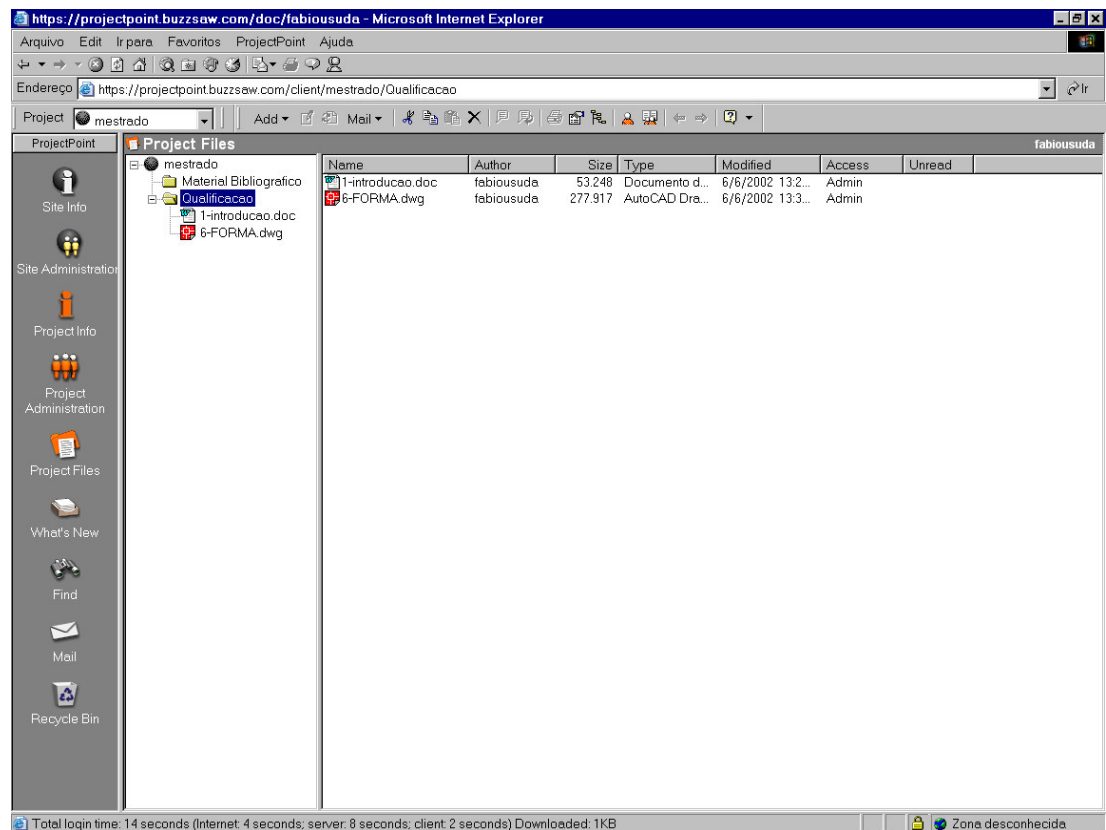 https://projectpoint.buzzsaw.com/doc/fabiousuda - Microsoft Internet Explorer
Arquivo Edit Ir para Favoritos ProjectPoint Ajuda
Endereço https://projectpoint.buzzsaw.com/client/mestrado/Qualificacao Ir
Project mestrado Add Mail
ProjectPoint Project Files fabiousuda
Site Info
Site Administration
Project Info
Project
Administration
Project Files
What's New
Find
Mail
Recycle Bin
mestrado
Material Bibliografico
Qualificacao
1-introducao.doc
6-FORMA.dwg
Name Author Size Type Modified Access Unread
1-introducao.doc fabiousuda 53.248 Documento d... 6/6/2002 13:2... Admin
6-FORMA.dwg fabiousuda 277.917 AutoCAD Dra... 6/6/2002 13:3... Admin
Total login time: 14 seconds (Internet: 4 seconds; server: 8 seconds; client: 2 seconds) Downloaded: 1KB Zona desconhecida